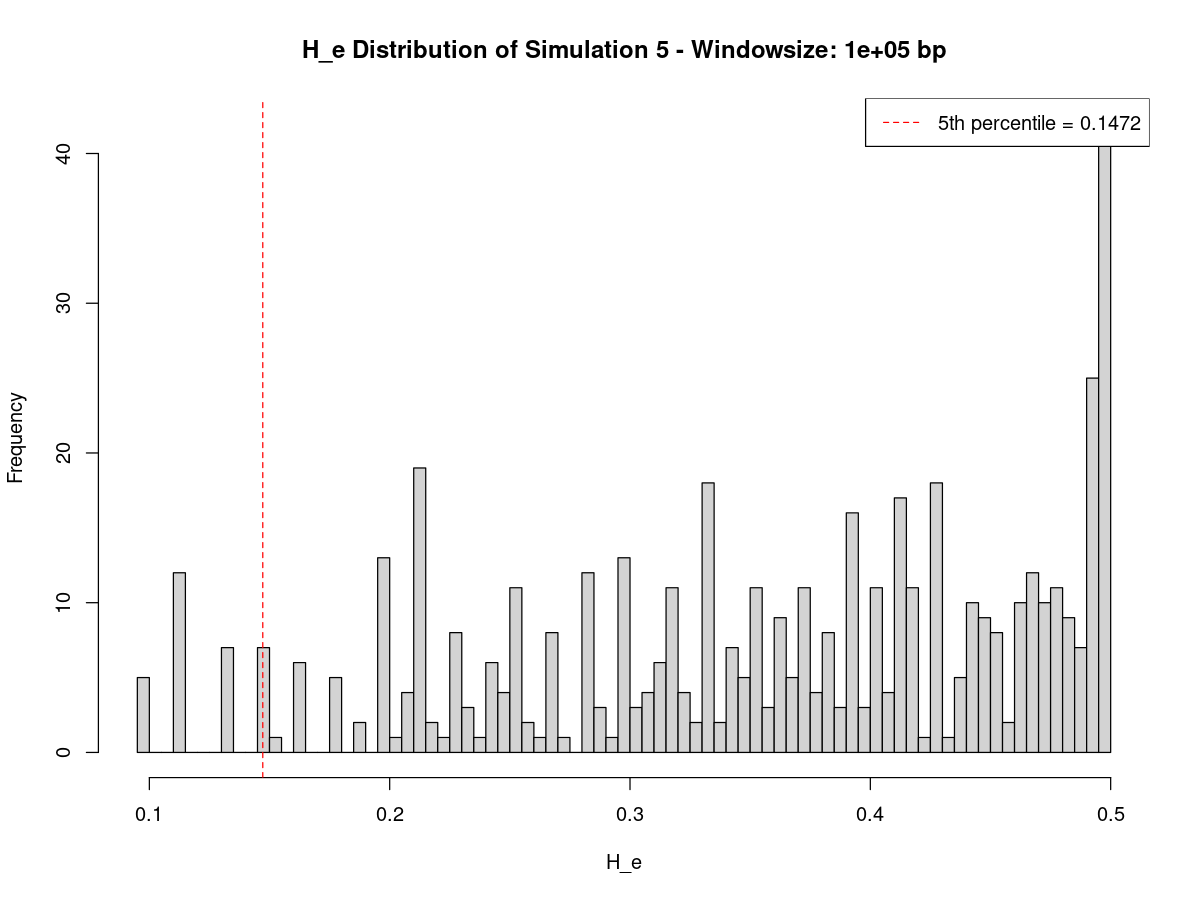 H_e Distribution of Simulation 5 - Windowsize: 1e+05 bp
5th percentile = 0.1472
40
30
20
10
0
Frequency
0.1 0.2 0.3 0.4 0.5
H_e